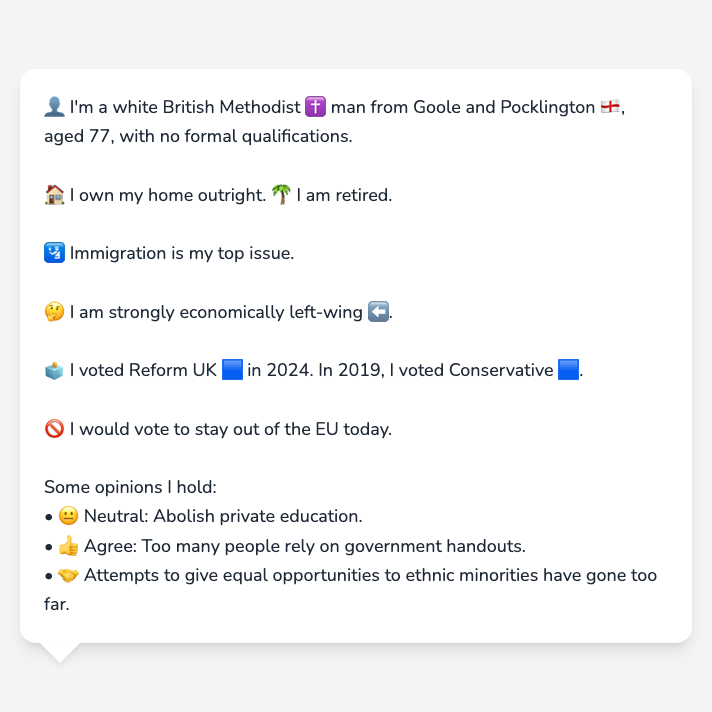 👤 I'm a white British Methodist ✝️ man from Goole and Pocklington 🏴󠁧󠁢󠁥󠁮󠁧󠁿,
aged 77, with no formal qualifications.
🏠 I own my home outright. 🌴 I am retired.
🛂 Immigration is my top issue.
🤔 I am strongly economically left-wing ⬅️.
🗳️ I voted Reform UK 🟦 in 2024. In 2019, I voted Conservative 🟦.
🚫 I would vote to stay out of the EU today.
Some opinions I hold:
• 😐 Neutral: Abolish private education.
• 👍 Agree: Too many people rely on government handouts.
• 🤝 Attempts to give equal opportunities to ethnic minorities have gone too
far.